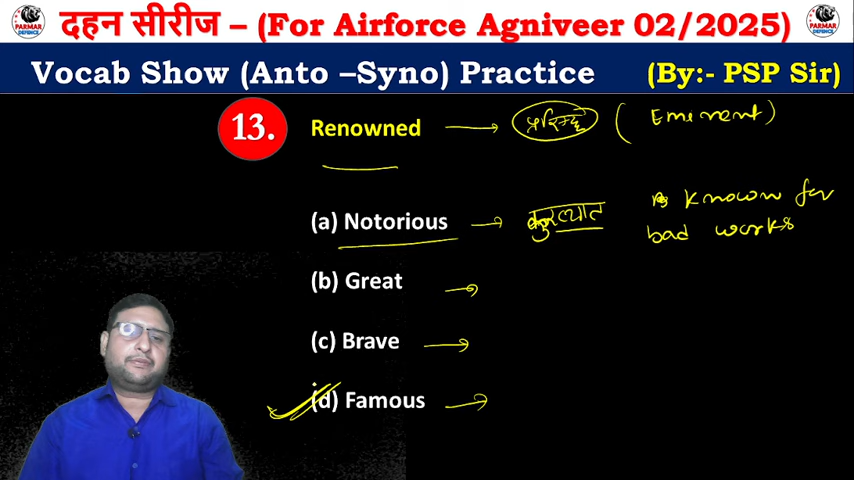 दहन सीरीज – (For Airforce Agniveer 02/2025)
PARMAR DEFENCE
PARMAR DEFENCE
Vocab Show (Anto –Syno) Practice (By:- PSP Sir)
13. Renowned → प्रसिद्ध ( Eminent )
(a) Notorious → कुख्यात known for
bad works
(b) Great →
(c) Brave →
(d) Famous →